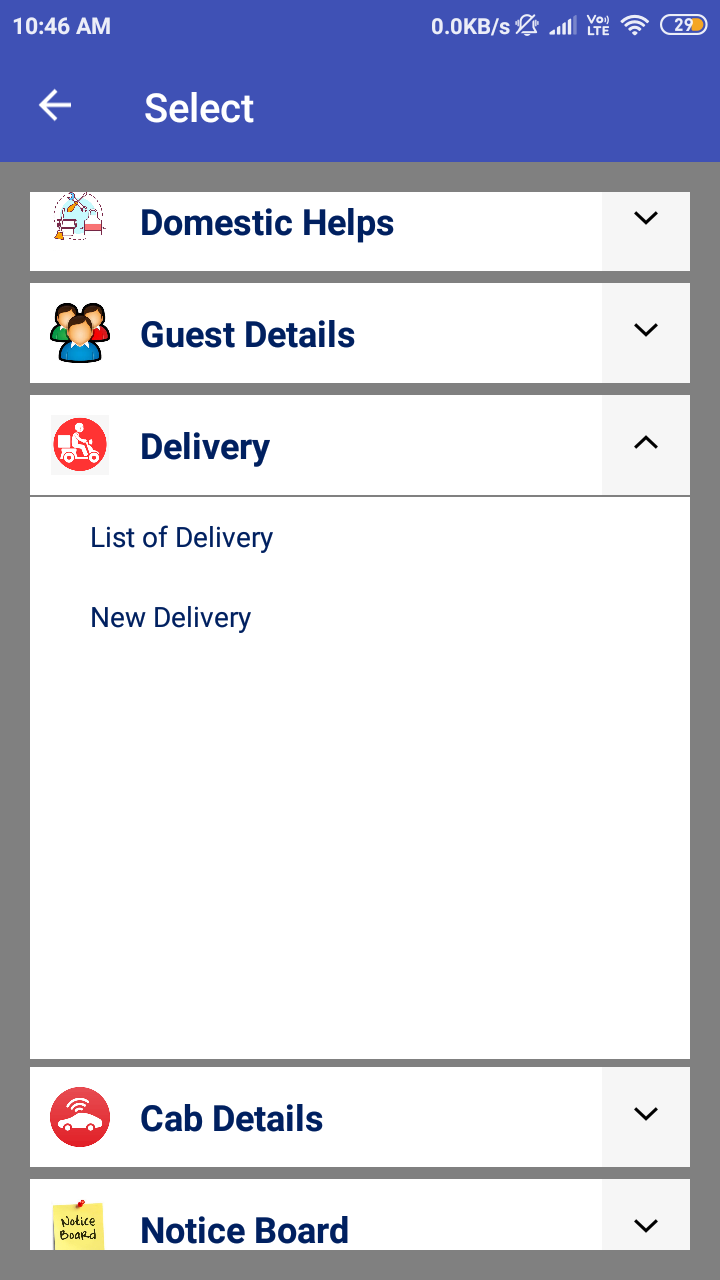 10:46 AM 0.0KB/s Vo) LTE 29
Select
Domestic Helps
Guest Details
Delivery
List of Delivery
New Delivery
Cab Details
Notice Board
Notice
Board